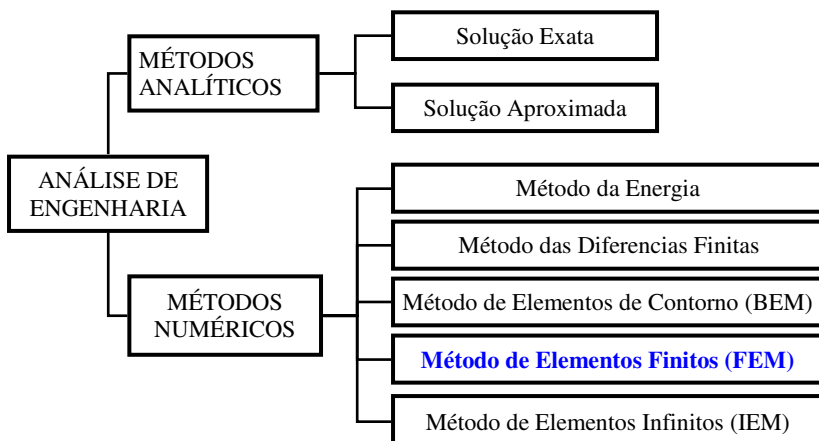 MÉTODOS
ANALÍTICOS
Solução Exata
Solução Aproximada
ANÁLISE DE
ENGENHARIA
MÉTODOS
NUMÉRICOS
Método da Energia
Método das Diferencias Finitas
Método de Elementos de Contorno (BEM)
Método de Elementos Finitos (FEM)
Método de Elementos Infinitos (IEM)